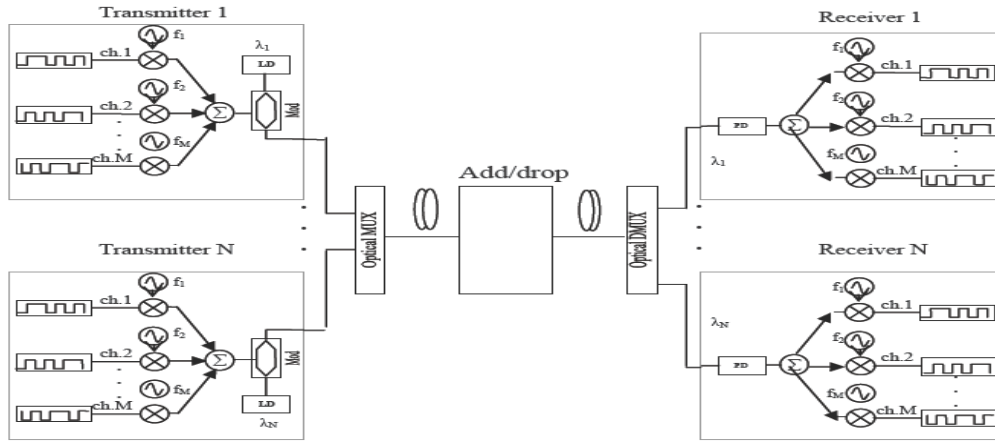 Transmitter 1
f1
ch.1
λ1
LD
f2
ch.2
Σ
Mod
fM
ch.M
Transmitter N
f1
ch.1
f2
ch.2
Σ
Mod
fM
ch.M
LD
λN
Optical MUX
Add/drop
Optical DMUX
Receiver 1
f1
ch.1
λ1
PD
Σ
f2
ch.2
fM
ch.M
Receiver N
f1
ch.1
λN
PD
Σ
f2
ch.2
fM
ch.M